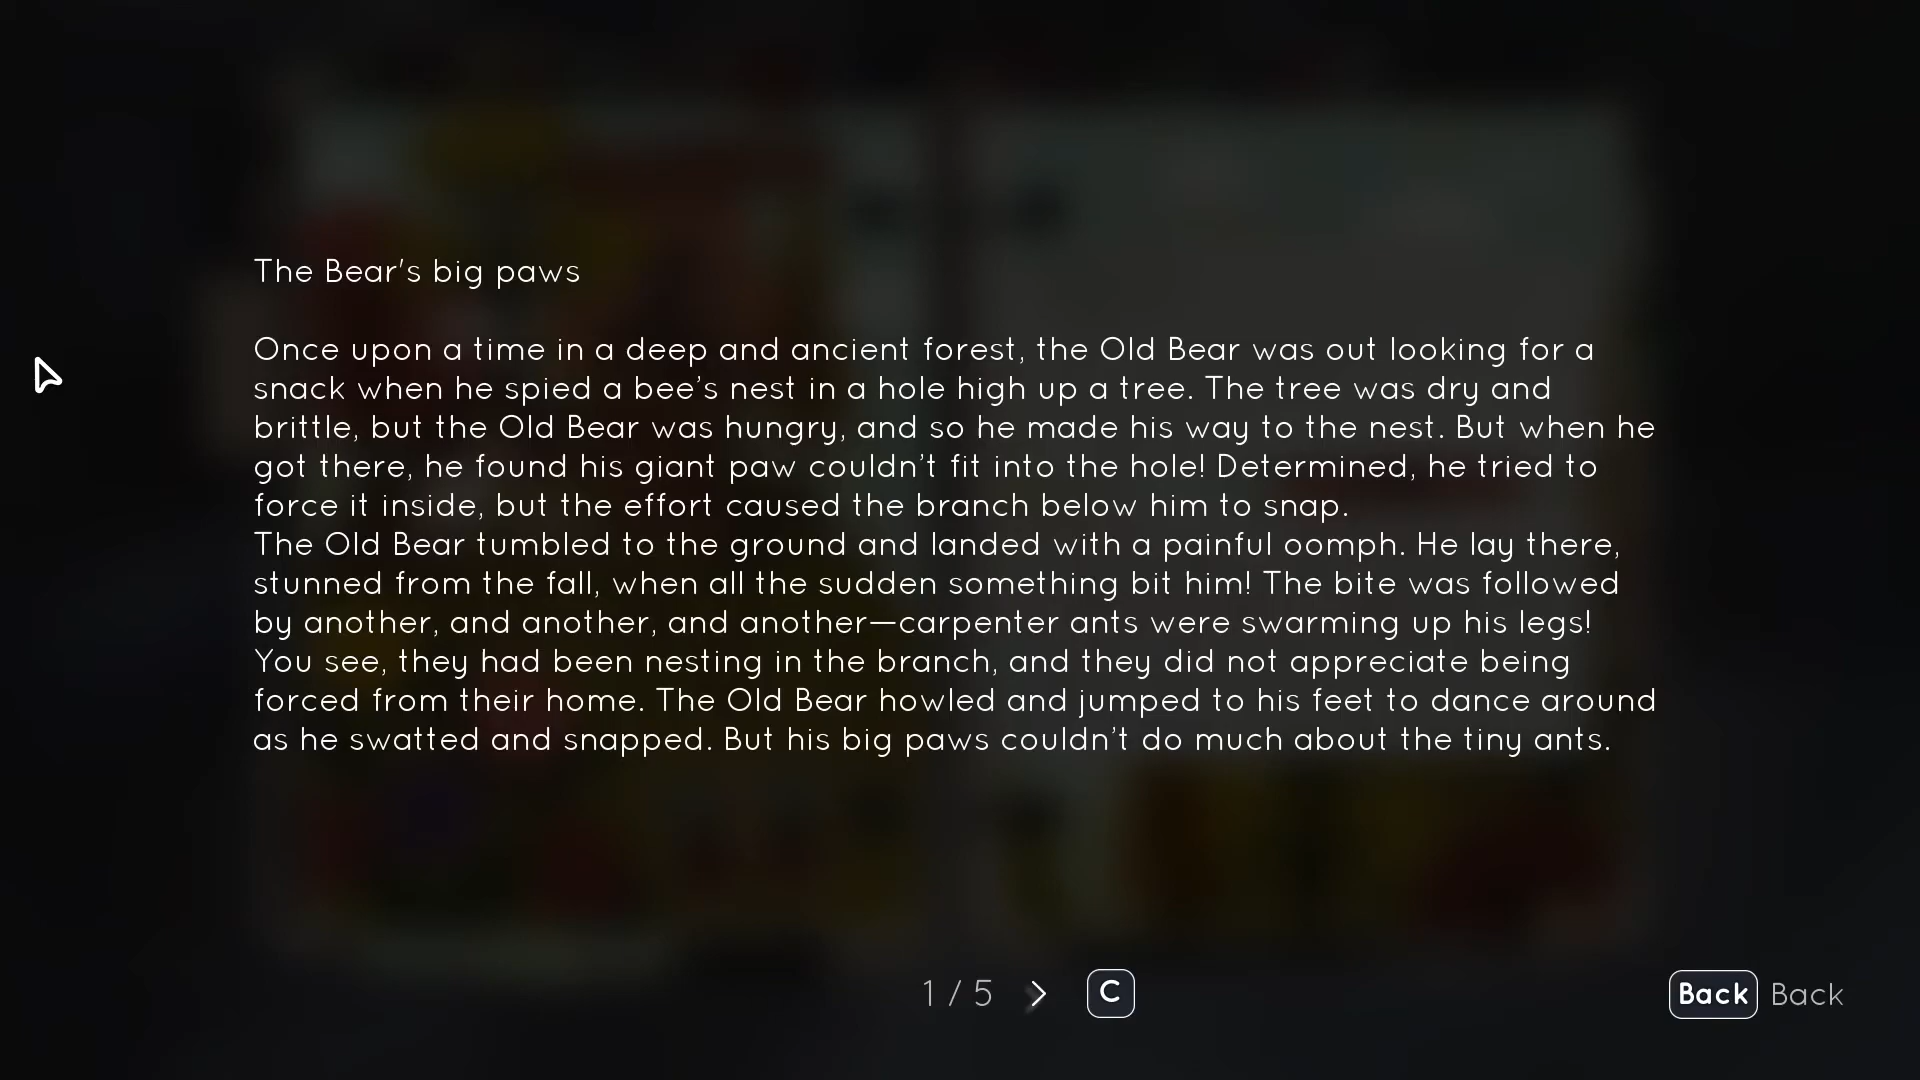 The Bear's big paws
Once upon a time in a deep and ancient forest, the Old Bear was out looking for a
snack when he spied a bee’s nest in a hole high up a tree. The tree was dry and
brittle, but the Old Bear was hungry, and so he made his way to the nest. But when he
got there, he found his giant paw couldn’t fit into the hole! Determined, he tried to
force it inside, but the effort caused the branch below him to snap.
The Old Bear tumbled to the ground and landed with a painful oomph. He lay there,
stunned from the fall, when all the sudden something bit him! The bite was followed
by another, and another, and another—carpenter ants were swarming up his legs!
You see, they had been nesting in the branch, and they did not appreciate being
forced from their home. The Old Bear howled and jumped to his feet to dance around
as he swatted and snapped. But his big paws couldn’t do much about the tiny ants.
1 / 5 > C
Back Back